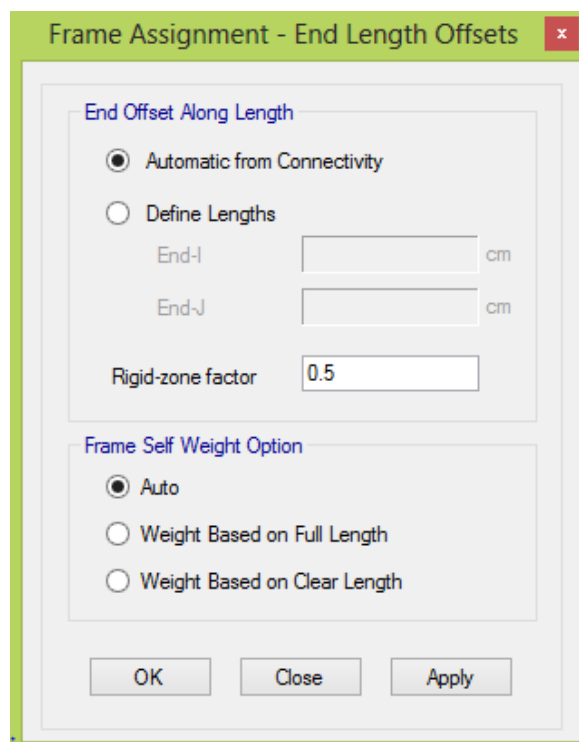 Frame Assignment - End Length Offsets
x
End Offset Along Length
Automatic from Connectivity
Define Lengths
End-I cm
End-J cm
Rigid-zone factor 0.5
Frame Self Weight Option
Auto
Weight Based on Full Length
Weight Based on Clear Length
OK Close Apply